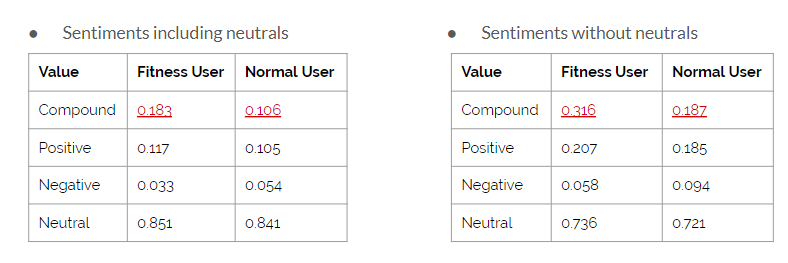 ● Sentiments including neutrals
Value Fitness User Normal User
Compound 0.183 0.106
Positive 0.117 0.105
Negative 0.033 0.054
Neutral 0.851 0.841
● Sentiments without neutrals
Value Fitness User Normal User
Compound 0.316 0.187
Positive 0.207 0.185
Negative 0.058 0.094
Neutral 0.736 0.721